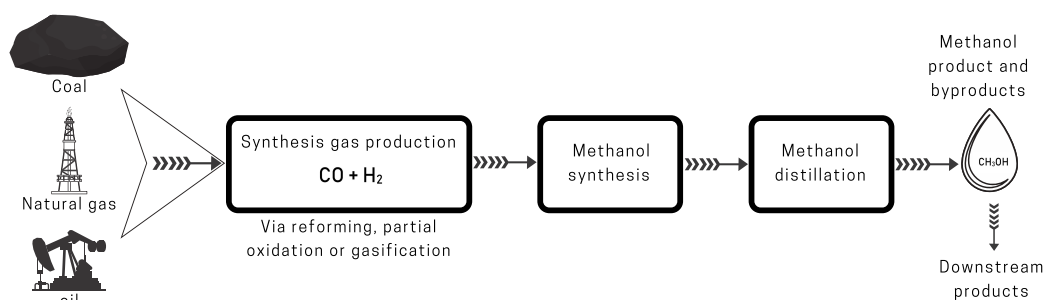 Coal
Natural gas
oil
Synthesis gas production
CO + H₂
Via reforming, partial
oxidation or gasification
Methanol
synthesis
Methanol
distillation
Methanol
product and
byproducts
CH₃OH
Downstream
products